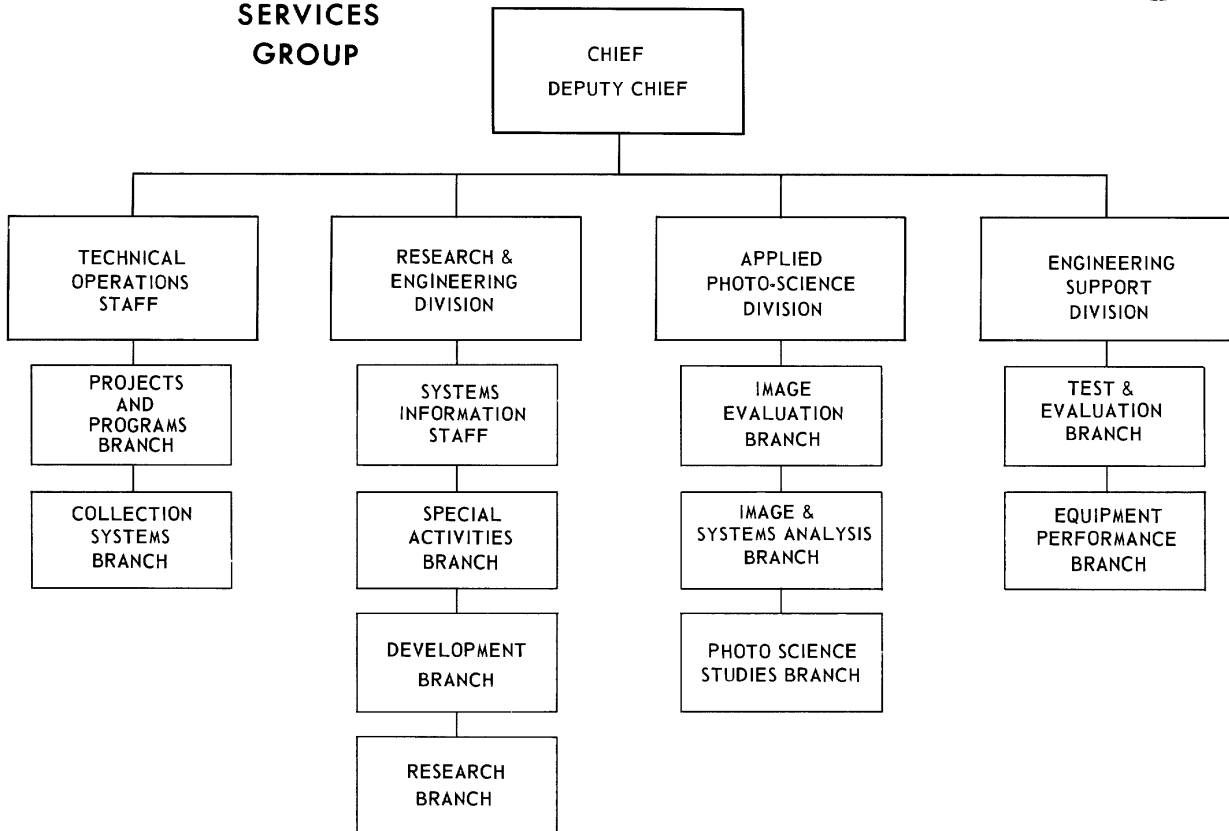 SERVICES
GROUP
CHIEF
DEPUTY CHIEF
TECHNICAL
OPERATIONS
STAFF
RESEARCH &
ENGINEERING
DIVISION
APPLIED
PHOTO-SCIENCE
DIVISION
ENGINEERING
SUPPORT
DIVISION
PROJECTS
AND
PROGRAMS
BRANCH
SYSTEMS
INFORMATION
STAFF
IMAGE
EVALUATION
BRANCH
TEST &
EVALUATION
BRANCH
COLLECTION
SYSTEMS
BRANCH
SPECIAL
ACTIVITIES
BRANCH
IMAGE &
SYSTEMS ANALYSIS
BRANCH
EQUIPMENT
PERFORMANCE
BRANCH
DEVELOPMENT
BRANCH
PHOTO SCIENCE
STUDIES BRANCH
RESEARCH
BRANCH